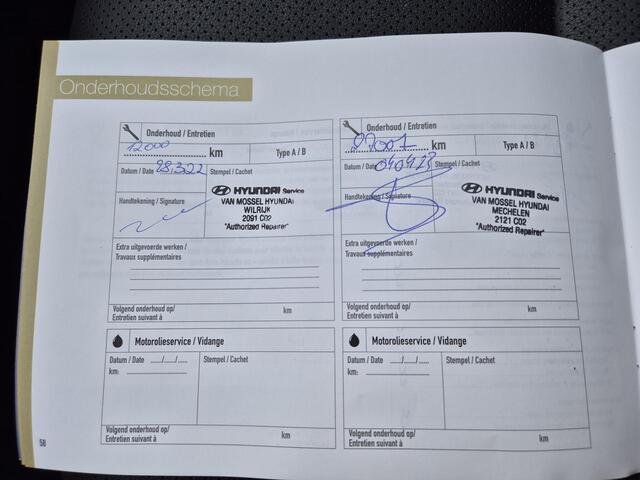 Onderhoudsschema
Onderhoud / Entretien
12000 km Type A / B
Datum / Date 28.3.22 Stempel / Cachet
HYUNDAI Service
VAN MOSSEL HYUNDAI
WILRIJK
2091 C02
"Authorized Repairer"
Handtekening / Signature
Extra uitgevoerde werken /
Travaux supplémentaires
Volgend onderhoud op/
Entretien suivant à km
Onderhoud / Entretien
km Type A / B
Datum / Date Stempel / Cachet
HYUNDAI Service
VAN MOSSEL HYUNDAI
MECHELEN
2121 C02
"Authorized Repairer"
Handtekening / Signature
Extra uitgevoerde werken /
Travaux supplémentaires
Volgend onderhoud op/
Entretien suivant à km
Motorolieservice / Vidange
Datum / Date ..../..../.... Stempel / Cachet
km:
Volgend onderhoud op/
Entretien suivant à km
Motorolieservice / Vidange
Datum / Date ..../..../.... Stempel / Cachet
km:
Volgend onderhoud op/
Entretien suivant à km
58